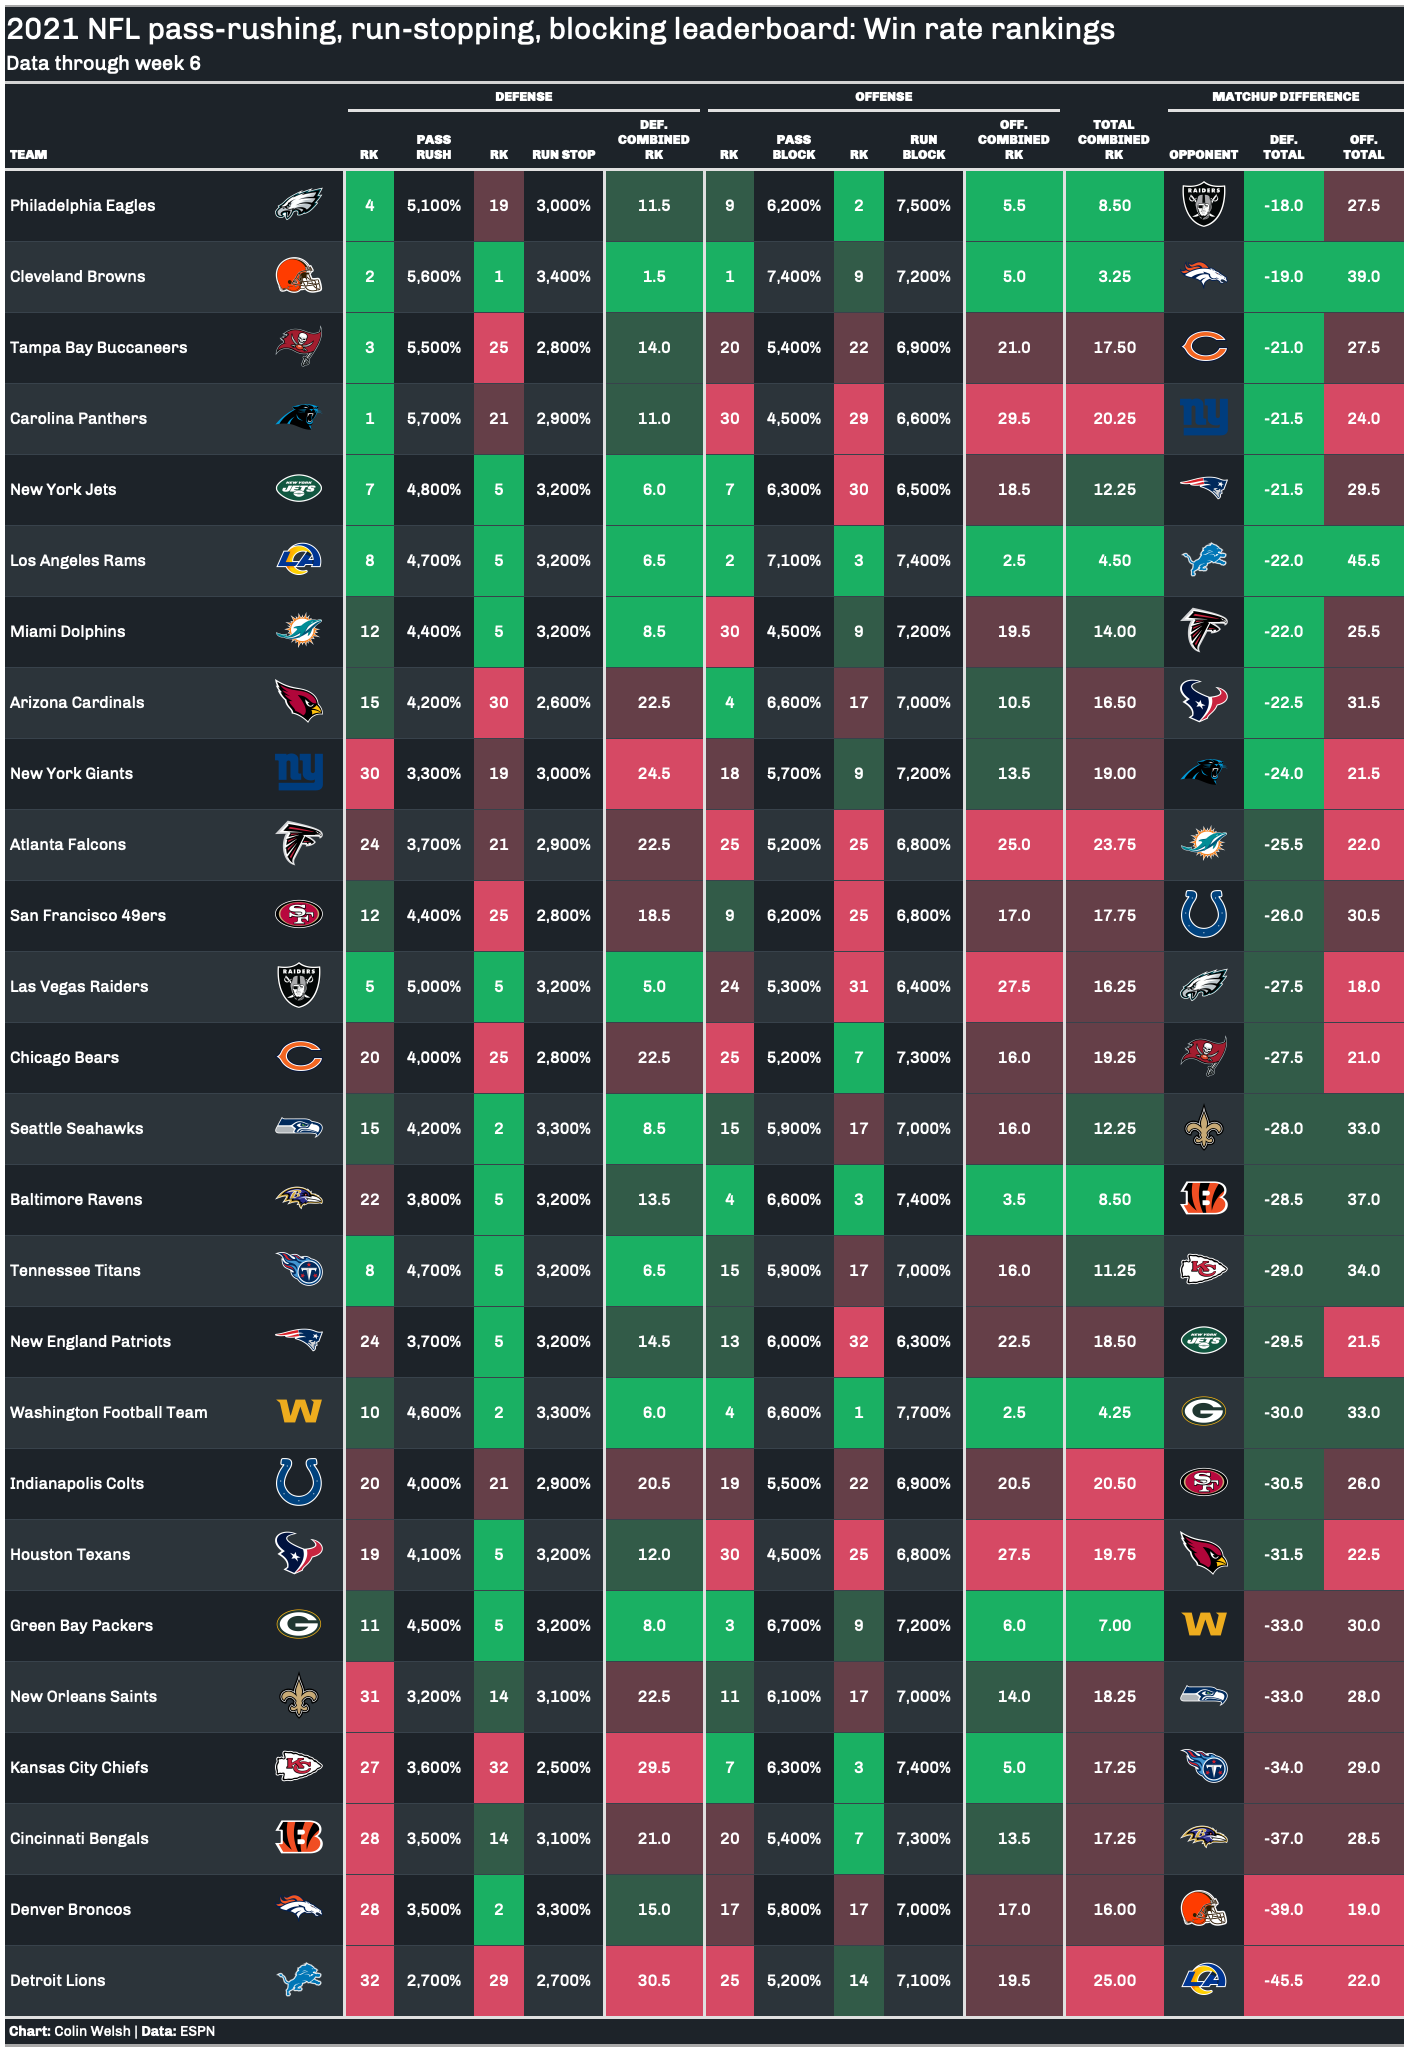 2021 NFL pass-rushing, run-stopping, blocking leaderboard: Win rate rankings
Data through week 6
DEFENSE OFFENSE MATCHUP DIFFERENCE
TEAM RK PASS RUSH RK RUN STOP DEF. COMBINED RK RK PASS BLOCK RK RUN BLOCK OFF. COMBINED RK TOTAL COMBINED RK OPPONENT DEF. TOTAL OFF. TOTAL
Philadelphia Eagles 4 5,100% 19 3,000% 11.5 9 6,200% 2 7,500% 5.5 8.50 RAIDERS -18.0 27.5
Cleveland Browns 2 5,600% 1 3,400% 1.5 1 7,400% 9 7,200% 5.0 3.25 -19.0 39.0
Tampa Bay Buccaneers 3 5,500% 25 2,800% 14.0 20 5,400% 22 6,900% 21.0 17.50 C -21.0 27.5
Carolina Panthers 1 5,700% 21 2,900% 11.0 30 4,500% 29 6,600% 29.5 20.25 ny -21.5 24.0
New York Jets NEW YORK JETS 7 4,800% 5 3,200% 6.0 7 6,300% 30 6,500% 18.5 12.25 -21.5 29.5
Los Angeles Rams LA 8 4,700% 5 3,200% 6.5 2 7,100% 3 7,400% 2.5 4.50 -22.0 45.5
Miami Dolphins 12 4,400% 5 3,200% 8.5 30 4,500% 9 7,200% 19.5 14.00 -22.0 25.5
Arizona Cardinals 15 4,200% 30 2,600% 22.5 4 6,600% 17 7,000% 10.5 16.50 -22.5 31.5
New York Giants ny 30 3,300% 19 3,000% 24.5 18 5,700% 9 7,200% 13.5 19.00 -24.0 21.5
Atlanta Falcons 24 3,700% 21 2,900% 22.5 25 5,200% 25 6,800% 25.0 23.75 -25.5 22.0
San Francisco 49ers SF 12 4,400% 25 2,800% 18.5 9 6,200% 25 6,800% 17.0 17.75 -26.0 30.5
Las Vegas Raiders RAIDERS 5 5,000% 5 3,200% 5.0 24 5,300% 31 6,400% 27.5 16.25 -27.5 18.0
Chicago Bears C 20 4,000% 25 2,800% 22.5 25 5,200% 7 7,300% 16.0 19.25 -27.5 21.0
Seattle Seahawks 15 4,200% 2 3,300% 8.5 15 5,900% 17 7,000% 16.0 12.25 -28.0 33.0
Baltimore Ravens B 22 3,800% 5 3,200% 13.5 4 6,600% 3 7,400% 3.5 8.50 B -28.5 37.0
Tennessee Titans T 8 4,700% 5 3,200% 6.5 15 5,900% 17 7,000% 16.0 11.25 KC -29.0 34.0
New England Patriots 24 3,700% 5 3,200% 14.5 13 6,000% 32 6,300% 22.5 18.50 NEW YORK JETS -29.5 21.5
Washington Football Team W 10 4,600% 2 3,300% 6.0 4 6,600% 1 7,700% 2.5 4.25 G -30.0 33.0
Indianapolis Colts 20 4,000% 21 2,900% 20.5 19 5,500% 22 6,900% 20.5 20.50 SF -30.5 26.0
Houston Texans 19 4,100% 5 3,200% 12.0 30 4,500% 25 6,800% 27.5 19.75 -31.5 22.5
Green Bay Packers G 11 4,500% 5 3,200% 8.0 3 6,700% 9 7,200% 6.0 7.00 W -33.0 30.0
New Orleans Saints 31 3,200% 14 3,100% 22.5 11 6,100% 17 7,000% 14.0 18.25 -33.0 28.0
Kansas City Chiefs KC 27 3,600% 32 2,500% 29.5 7 6,300% 3 7,400% 5.0 17.25 T -34.0 29.0
Cincinnati Bengals B 28 3,500% 14 3,100% 21.0 20 5,400% 7 7,300% 13.5 17.25 B -37.0 28.5
Denver Broncos 28 3,500% 2 3,300% 15.0 17 5,800% 17 7,000% 17.0 16.00 -39.0 19.0
Detroit Lions 32 2,700% 29 2,700% 30.5 25 5,200% 14 7,100% 19.5 25.00 LA -45.5 22.0
Chart: Colin Welsh | Data: ESPN